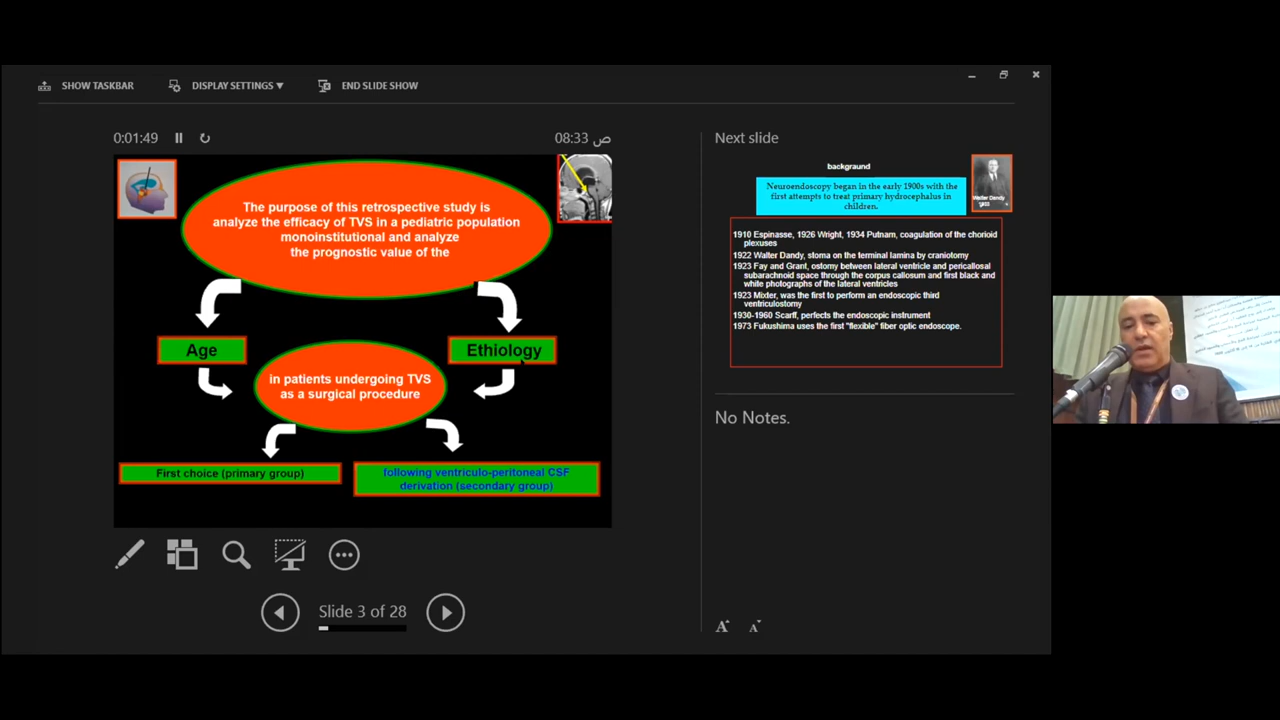 SHOW TASKBAR
DISPLAY SETTINGS ▼
END SLIDE SHOW
0:01:49
08:33 ص
The purpose of this retrospective study is
analyze the efficacy of TVS in a pediatric population
monoinstitutional and analyze
the prognostic value of the
Age
Ethiology
in patients undergoing TVS
as a surgical procedure
First choice (primary group)
following ventriculo-peritoneal CSF
derivation (secondary group)
Slide 3 of 28
Next slide
background
Neuroendoscopy began in the early 1900s with the
first attempts to treat primary hydrocephalus in
children.
Walter Dandy
1910 Espinasse, 1926 Wright, 1934 Putnam, coagulation of the chorioid
plexuses
1922 Walter Dandy, stoma on the terminal lamina by craniotomy
1923 Fay and Grant, ostomy between lateral ventricle and pericallosal
subarachnoid space through the corpus callosum and first black and
white photographs of the lateral ventricles
1923 Mixter, was the first to perform an endoscopic third
ventriculostomy
1930-1960 Scarff, perfects the endoscopic instrument
1973 Fukushima uses the first "flexible" fiber optic endoscope.
No Notes.
A A